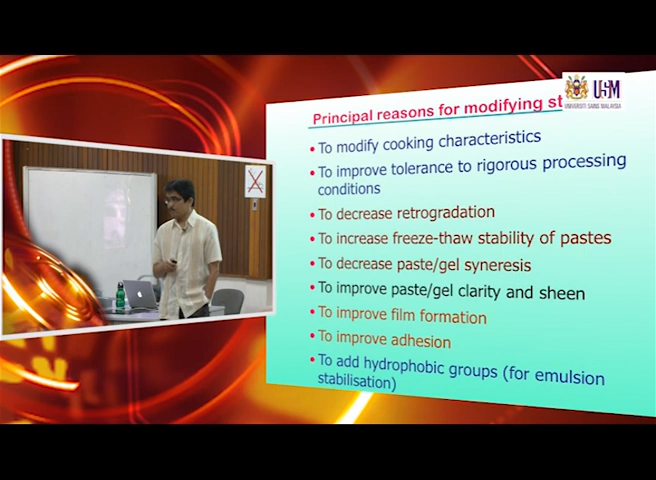 Principal reasons for modifying st
USM
UNIVERSITI SAINS MALAYSIA
• To modify cooking characteristics
• To improve tolerance to rigorous processing
conditions
• To decrease retrogradation
• To increase freeze-thaw stability of pastes
• To decrease paste/gel syneresis
• To improve paste/gel clarity and sheen
• To improve film formation
• To improve adhesion
• To add hydrophobic groups (for emulsion
stabilisation)